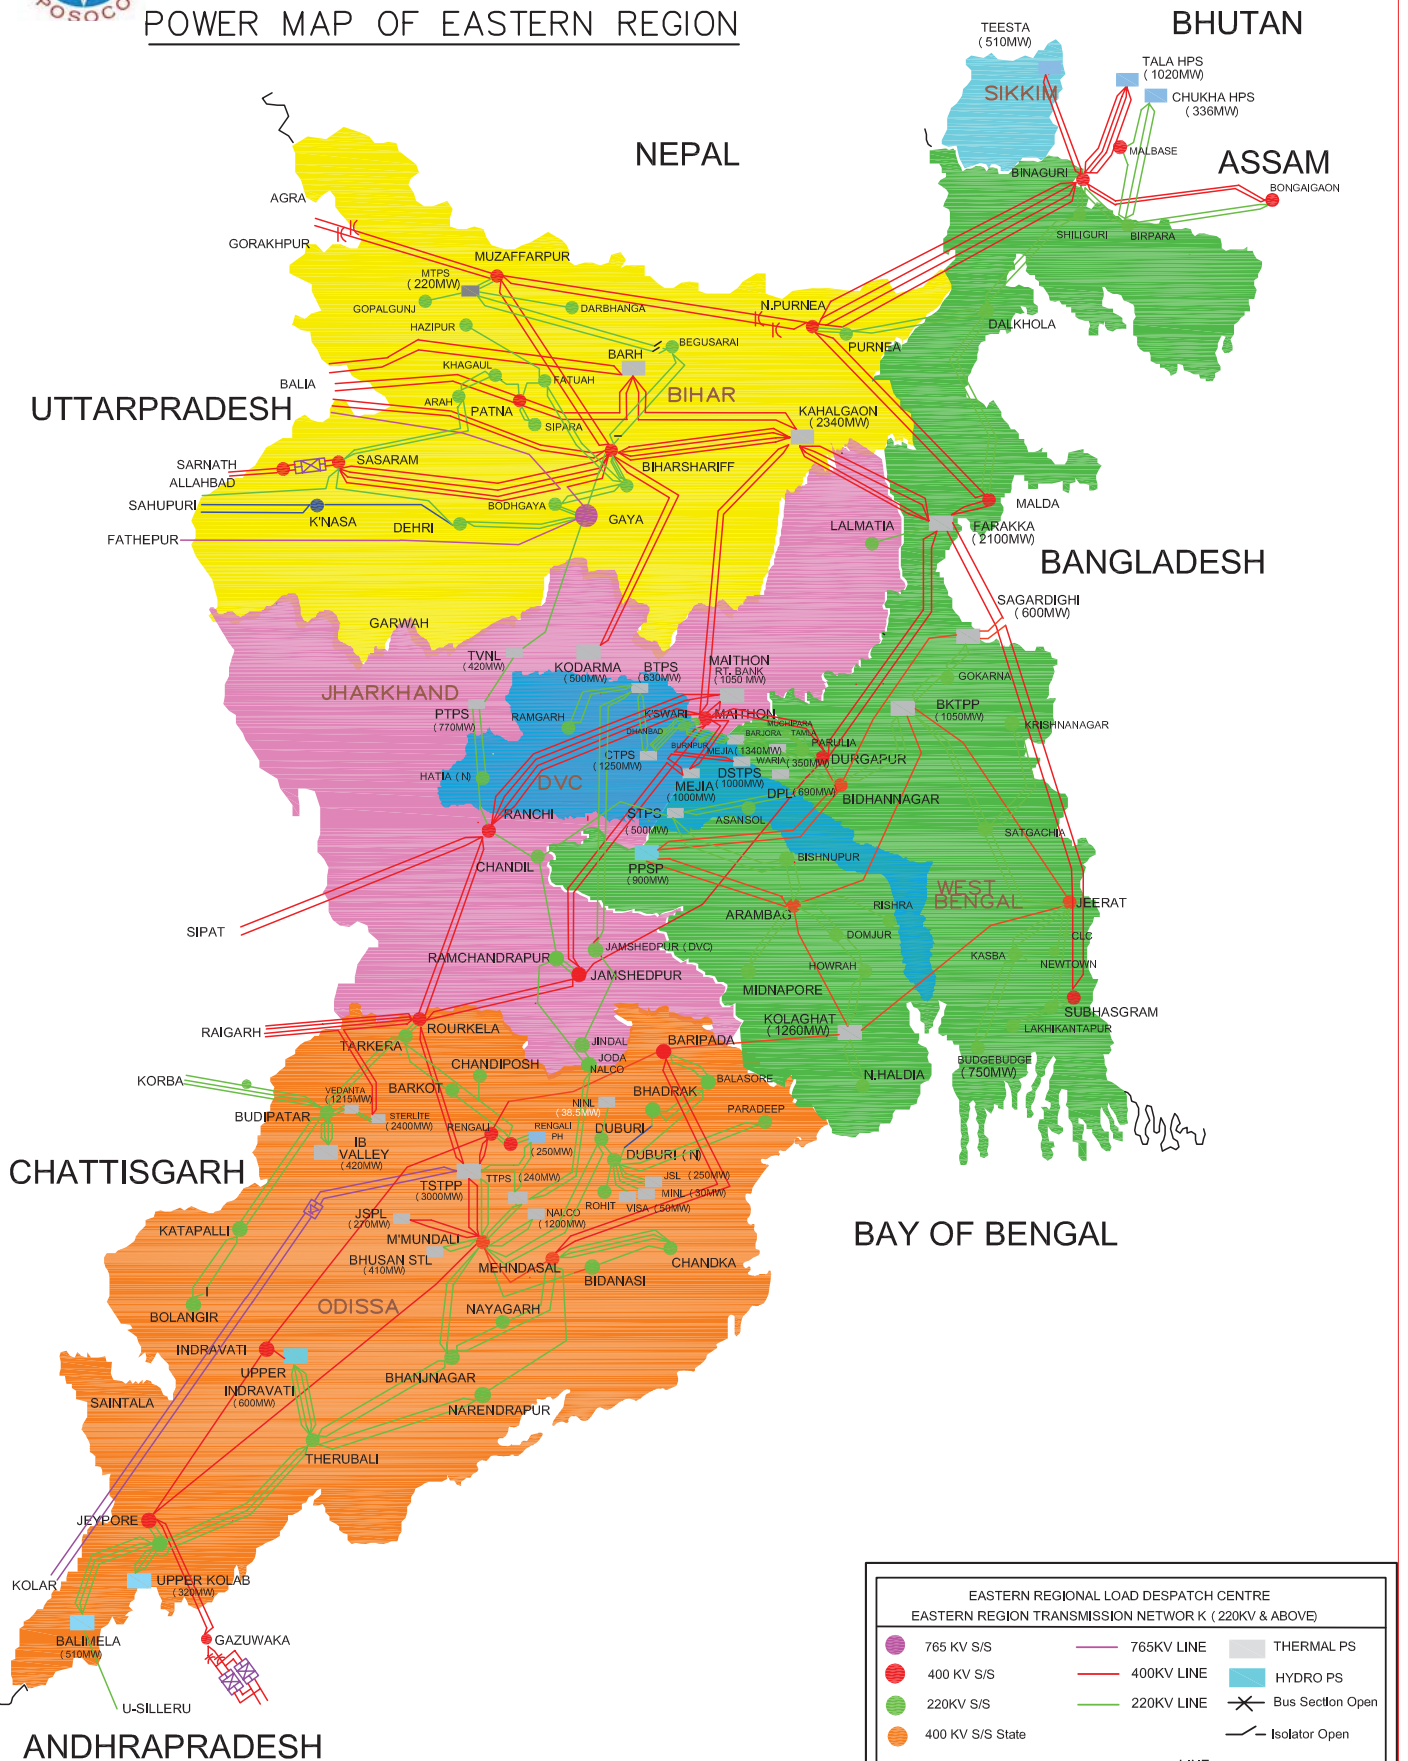 POSOCO
POWER MAP OF EASTERN REGION
BHUTAN
TEESTA
( 510MW)
SIKKIM
TALA HPS
( 1020MW)
CHUKHA HPS
( 336MW)
NEPAL
MALBASE
ASSAM
BINAGURI
BONGAIGAON
AGRA
GORAKHPUR
SHILIGURI
BIRPARA
MUZAFFARPUR
MTPS
( 220MW)
GOPALGUNJ
DARBHANGA
N.PURNEA
HAZIPUR
DALKHOLA
BEGUSARAI
PURNEA
BARH
KHAGAUL
BALIA
FATUAH
BIHAR
UTTARPRADESH
ARAH
PATNA
KAHALGAON
( 2340MW)
SIPARA
SARNATH
SASARAM
BIHARSHARIFF
ALLAHBAD
SAHUPURI
K'NASA
BODHGAYA
GAYA
MALDA
DEHRI
LALMATIA
FARAKKA
( 2100MW)
FATHEPUR
BANGLADESH
SAGARDIGHI
( 600MW)
GARWAH
TVNL
( 420MW)
KODARMA
(500MW)
BTPS
(630MW)
MAITHON
RT. BANK
( 1050 MW)
GOKARNA
JHARKHAND
PTPS
( 770MW)
RAMGARH
K'SWARI
MAITHON
BKTPP
( 1050MW)
KRISHNANAGAR
DHANBAD
MUCHIPARA
BARJORA
TAMLA
BURNPUR
PARULIA
CTPS
( 1250MW)
MEJIA ( 1340MW)
WARIA
( 350MW)
DURGAPUR
HATIA ( N)
DVC
MEJIA
( 1000MW)
DSTPS
( 1000MW)
DPL
( 690MW)
BIDHANNAGAR
RANCHI
STPS
( 500MW)
ASANSOL
SATGACHIA
CHANDIL
PPSP
( 900MW)
BISHNUPUR
WEST
BENGAL
ARAMBAG
RISHRA
JEERAT
SIPAT
DOMJUR
CLC
RAMCHANDRAPUR
JAMSHEDPUR ( DVC)
KASBA
HOWRAH
NEWTOWN
JAMSHEDPUR
MIDNAPORE
SUBHASGRAM
KOLAGHAT
( 1260MW)
RAIGARH
ROURKELA
LAKHIKANTAPUR
TARKERA
JINDAL
BARIPADA
JODA
NALCO
CHANDIPOSH
BUDGEBUDGE
( 750MW)
KORBA
BARKOT
N.HALDIA
BALASORE
VEDANTA
( 1215MW)
BHADRAK
NINL
( 38.5MW)
PARADEEP
BUDIPATAR
STERLITE
( 2400MW)
RENGALI
RENGALI
PH
(250MW)
DUBURI
IB
VALLEY
( 420MW)
DUBURI ( N)
CHATTISGARH
TSTPP
( 3000MW)
TTPS
( 240MW)
JSL
( 250MW)
MINL ( 30MW)
ROHIT
VISA ( 50MW)
JSPL
( 270MW)
NALCO
( 1200MW)
KATAPALLI
M'MUNDALI
BAY OF BENGAL
BHUSAN STL
( 410MW)
MEHNDASAL
CHANDKA
BIDANASI
ODISSA
BOLANGIR
NAYAGARH
INDRAVATI
UPPER
INDRAVATI
(600MW)
BHANJNAGAR
SAINTALA
NARENDRAPUR
THERUBALI
JEYPORE
KOLAR
UPPER KOLAB
( 320MW)
BALIMELA
(510MW)
GAZUWAKA
U-SILLERU
ANDHRAPRADESH
EASTERN REGIONAL LOAD DESPATCH CENTRE
EASTERN REGION TRANSMISSION NETWOR K ( 220KV & ABOVE)
765 KV S/S
765KV LINE
THERMAL PS
400 KV S/S
400KV LINE
HYDRO PS
220KV S/S
220KV LINE
Bus Section Open
400 KV S/S State
Isolator Open